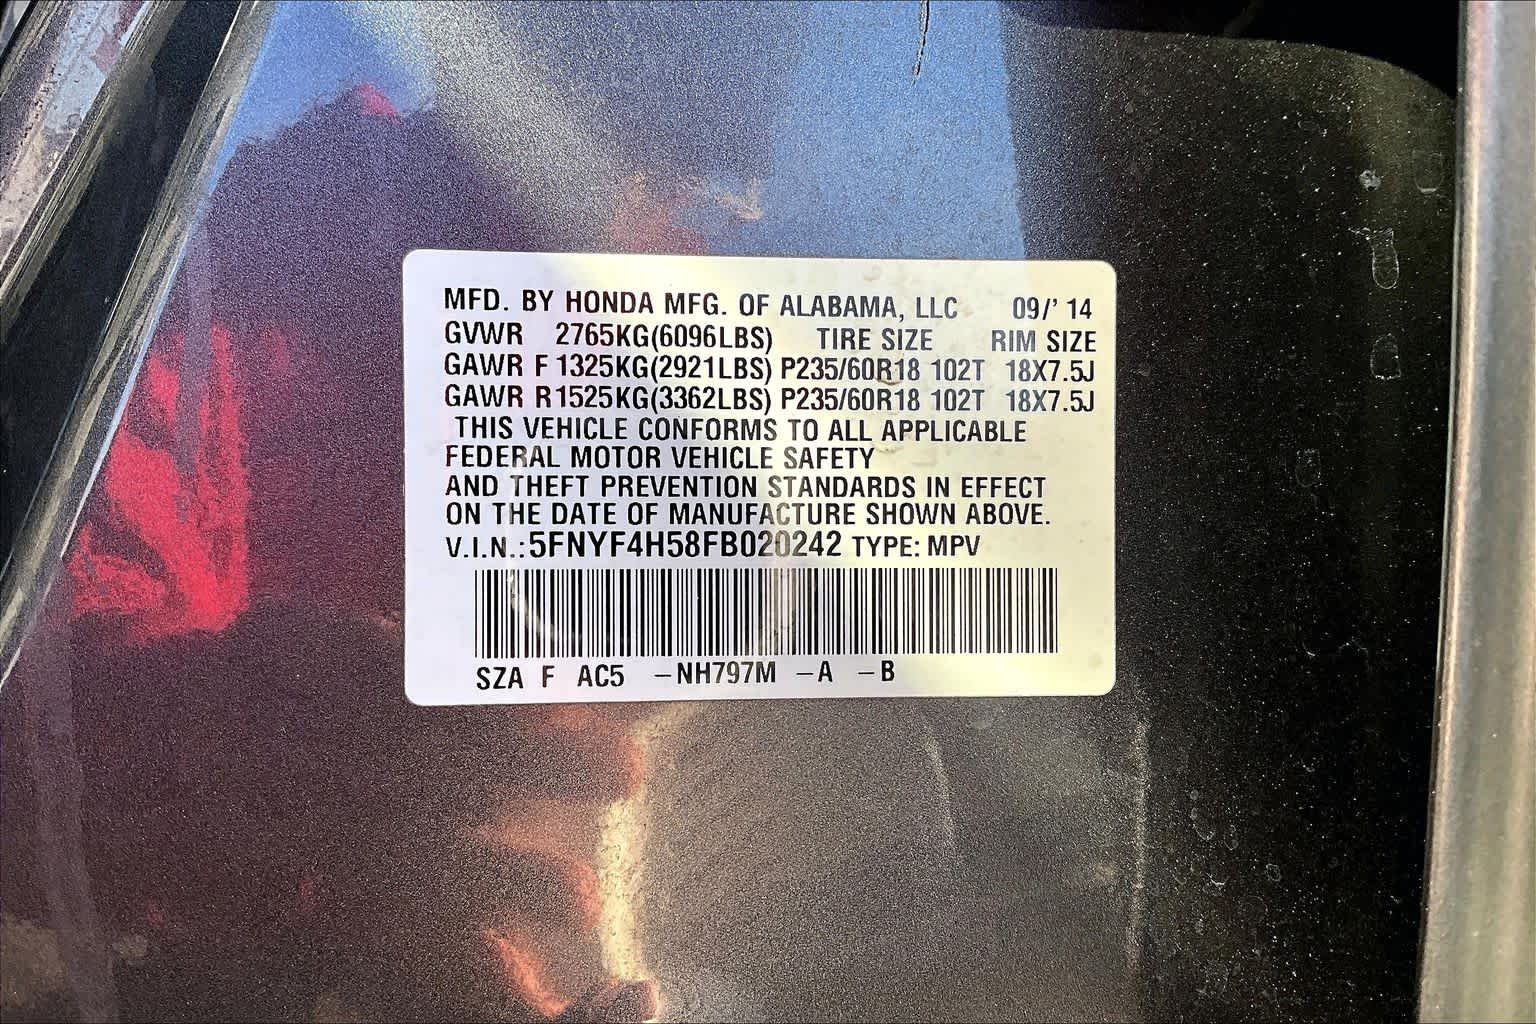 MFD. BY HONDA MFG. OF ALABAMA, LLC 09/' 14
GVWR 2765KG(6096LBS) TIRE SIZE RIM SIZE
GAWR F 1325KG(2921LBS) P235/60R18 102T 18X7.5J
GAWR R 1525KG(3362LBS) P235/60R18 102T 18X7.5J
THIS VEHICLE CONFORMS TO ALL APPLICABLE
FEDERAL MOTOR VEHICLE SAFETY
AND THEFT PREVENTION STANDARDS IN EFFECT
ON THE DATE OF MANUFACTURE SHOWN ABOVE.
V.I.N.: 5FNYF4H58FB020242 TYPE: MPV
SZA F AC5 -NH797M -A -B